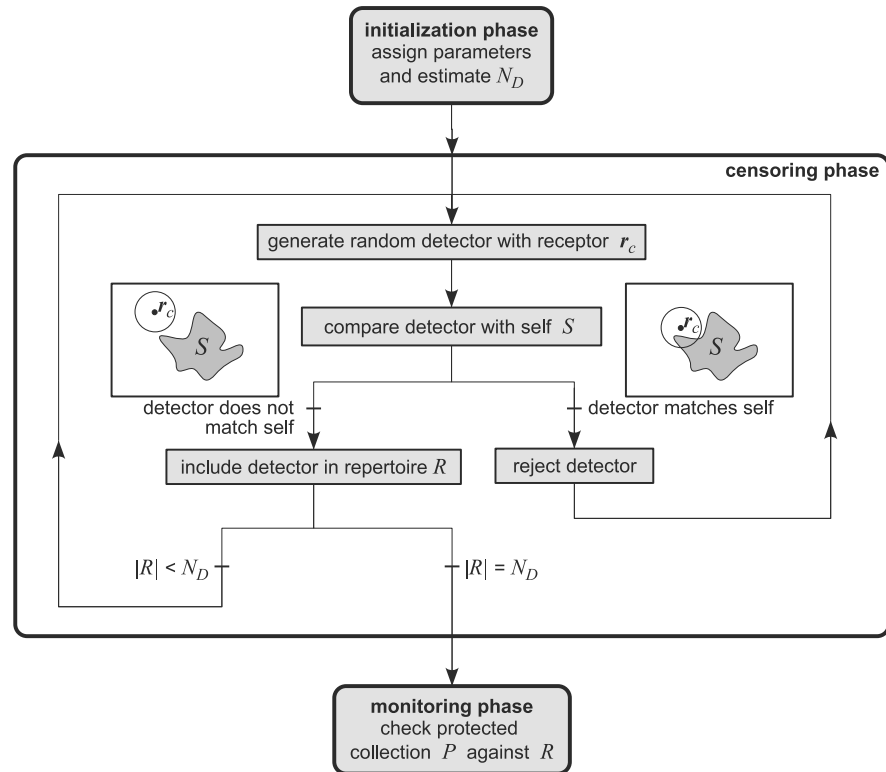 initialization phase
assign parameters
and estimate N_D
censoring phase
generate random detector with receptor r_c
r_c
S
compare detector with self S
r_c
S
detector does not
match self
detector matches self
include detector in repertoire R
reject detector
|R| < N_D
|R| = N_D
monitoring phase
check protected
collection P against R